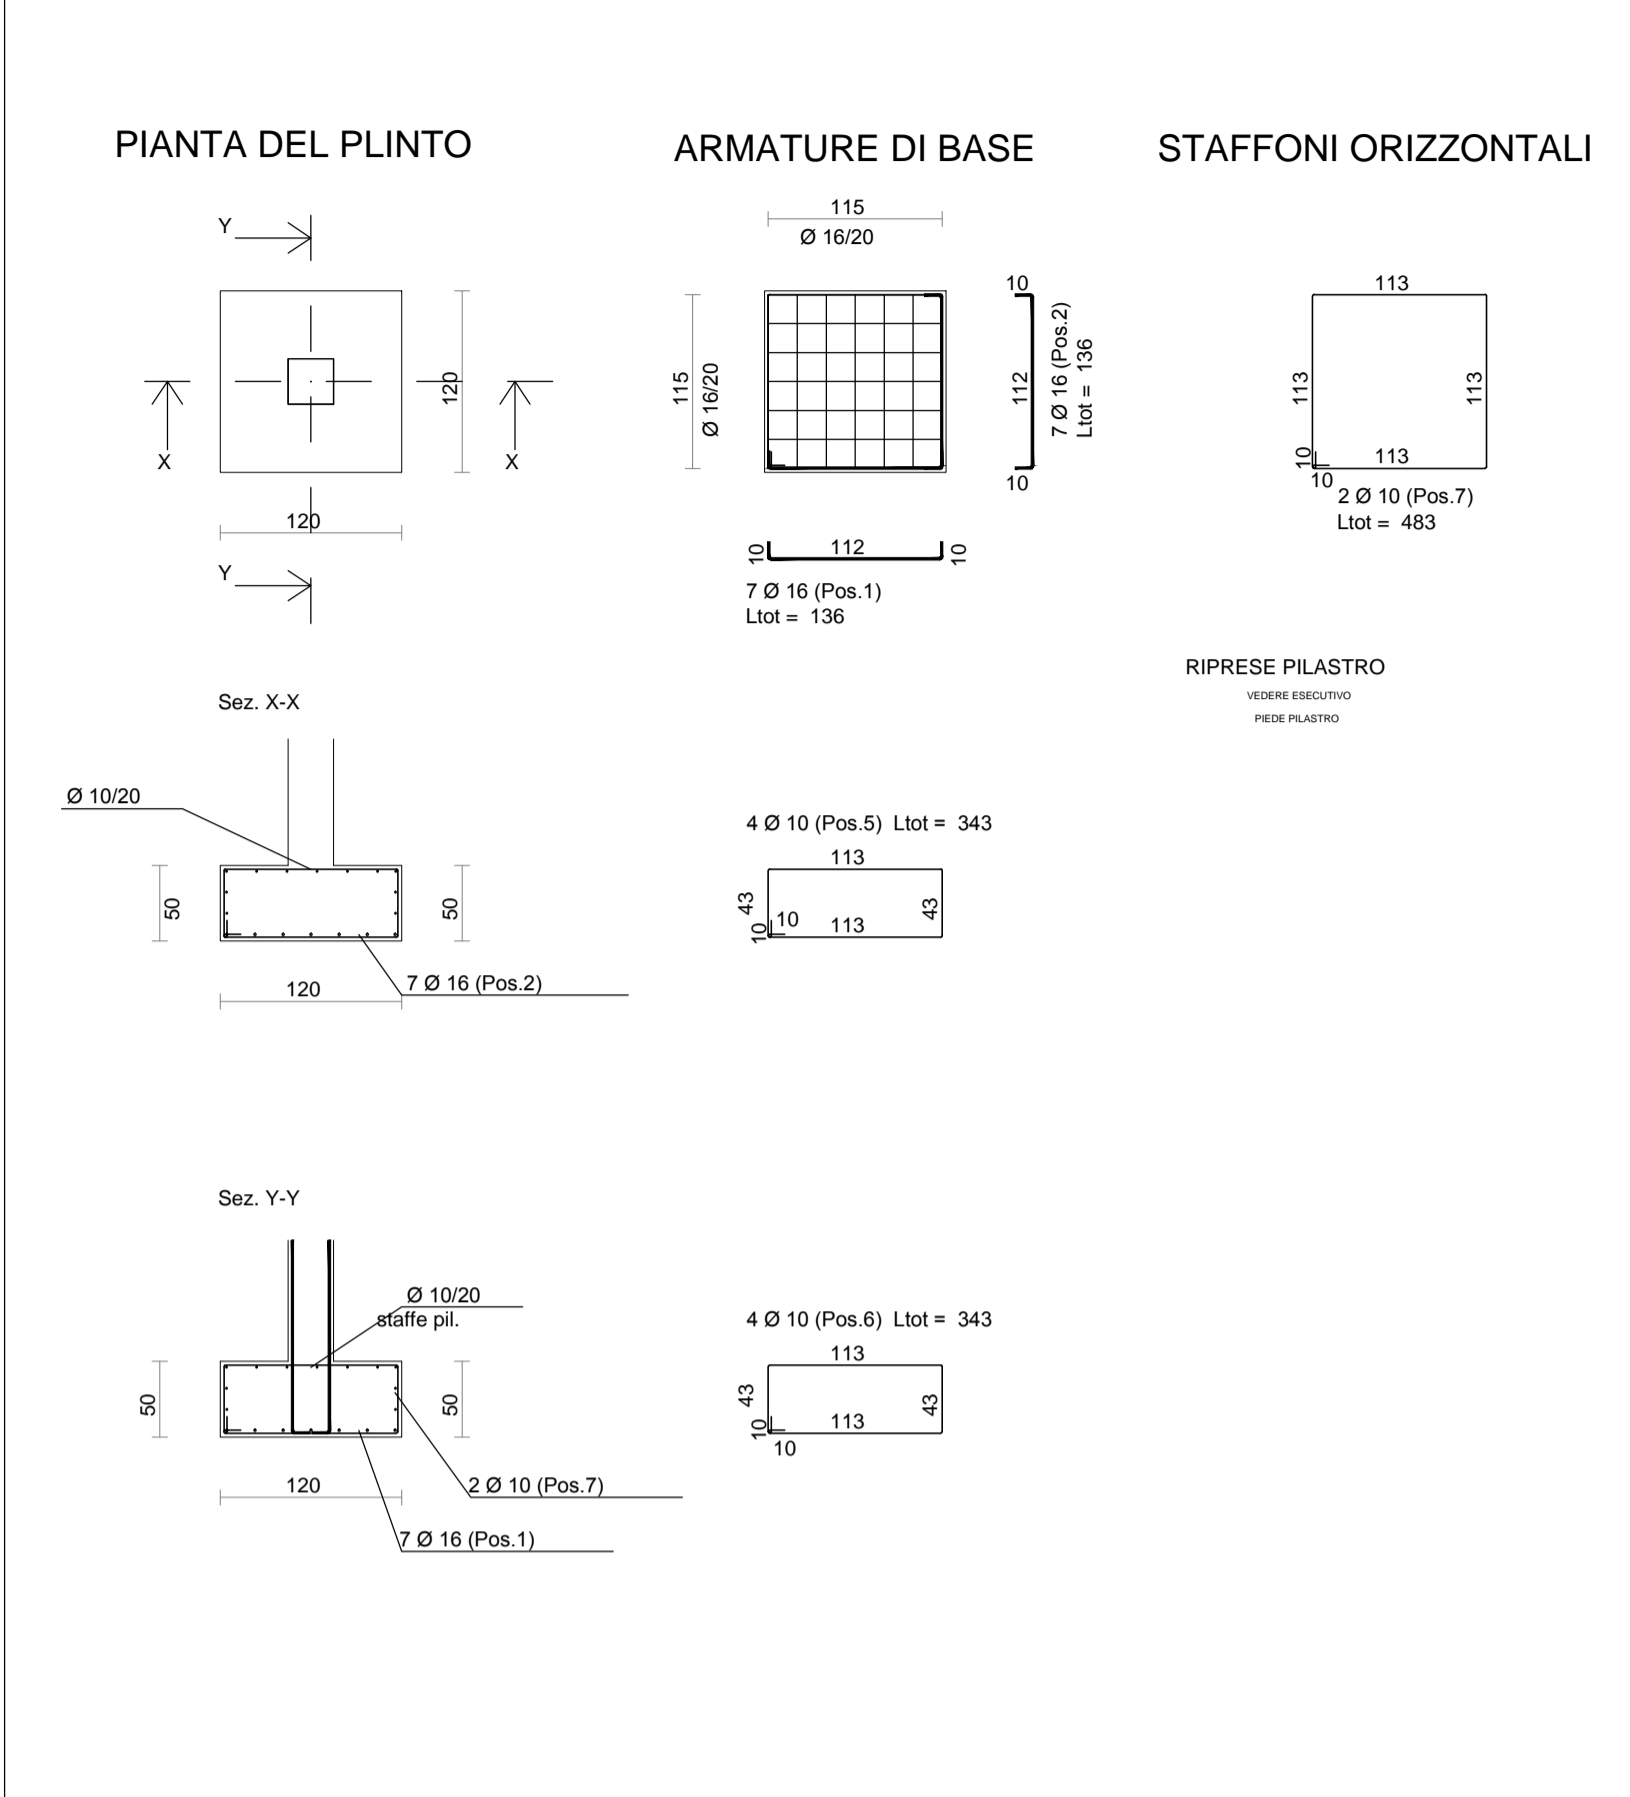 PIANTA DEL PLINTO
ARMATURE DI BASE
STAFFONI ORIZZONTALI
Y
120
X
X
120
Y
115
Ø 16/20
115
Ø 16/20
10
112
10
7 Ø 16 (Pos.2)
Ltot = 136
10
112
10
7 Ø 16 (Pos.1)
Ltot = 136
113
113
113
10
113
10
2 Ø 10 (Pos.7)
Ltot = 483
RIPRESE PILASTRO
VEDERE ESECUTIVO
PIEDE PILASTRO
Sez. X-X
Ø 10/20
50
50
7 Ø 16 (Pos.2)
120
4 Ø 10 (Pos.5) Ltot = 343
113
43
43
10
10
113
Sez. Y-Y
Ø 10/20
staffe pil.
50
50
120
2 Ø 10 (Pos.7)
7 Ø 16 (Pos.1)
4 Ø 10 (Pos.6) Ltot = 343
113
43
43
10
113
10